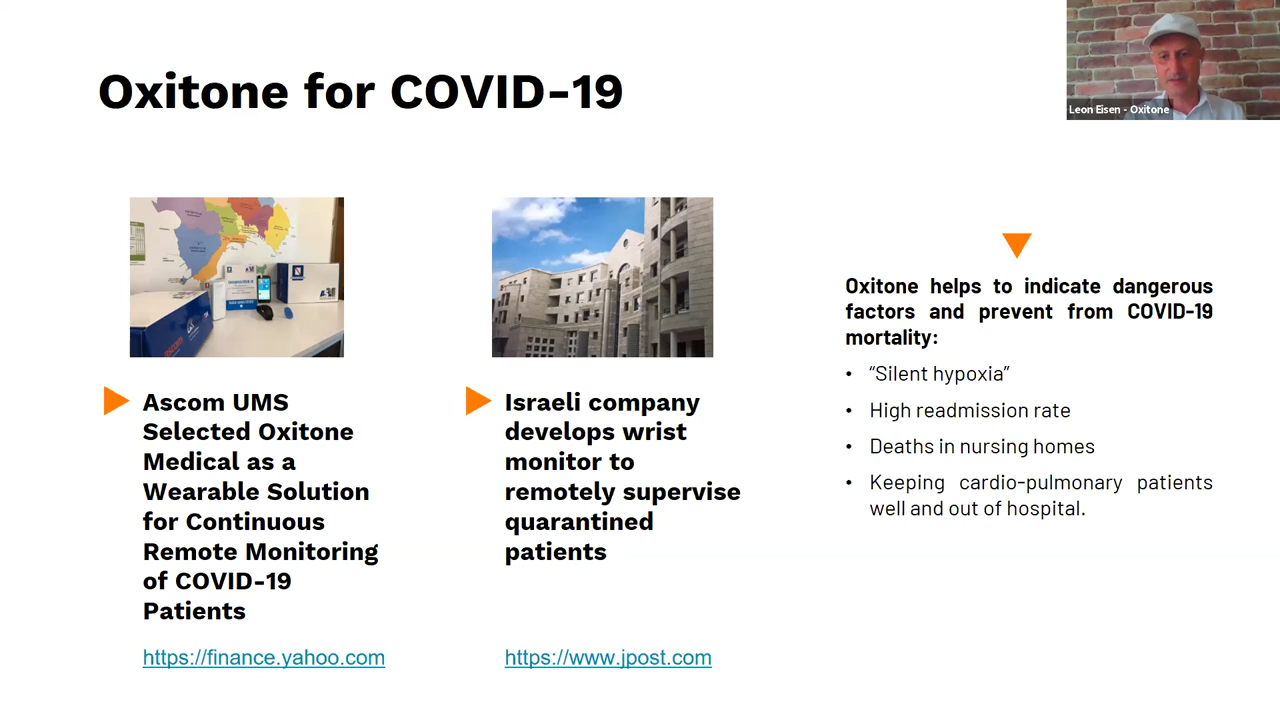 Oxitone for COVID-19
Leon Eisen - Oxitone
Ascom UMS
Selected Oxitone
Medical as a
Wearable Solution
for Continuous
Remote Monitoring
of COVID-19
Patients
https://finance.yahoo.com
Israeli company
develops wrist
monitor to
remotely supervise
quarantined
patients
https://www.jpost.com
Oxitone helps to indicate dangerous
factors and prevent from COVID-19
mortality:
• “Silent hypoxia”
• High readmission rate
• Deaths in nursing homes
• Keeping cardio-pulmonary patients
well and out of hospital.